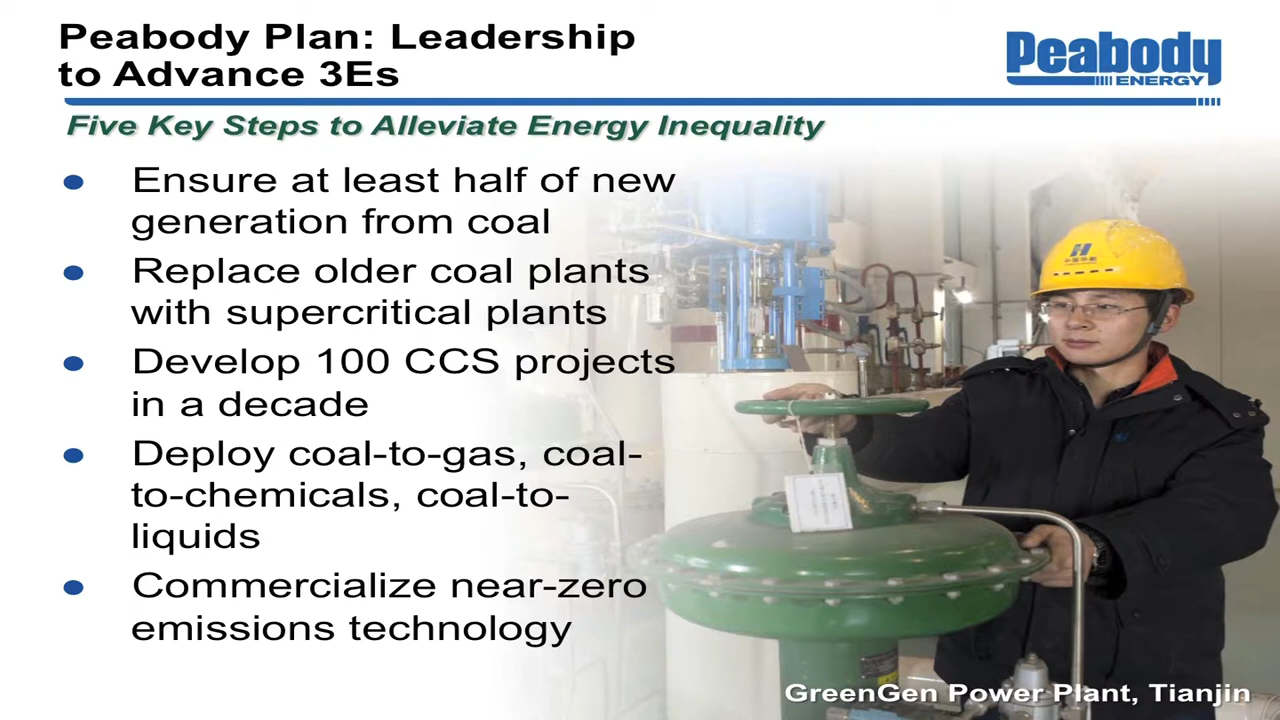 Peabody Plan: Leadership
to Advance 3Es
Peabody
ENERGY
Five Key Steps to Alleviate Energy Inequality
● Ensure at least half of new
generation from coal
● Replace older coal plants
with supercritical plants
● Develop 100 CCS projects
in a decade
● Deploy coal-to-gas, coal-
to-chemicals, coal-to-
liquids
● Commercialize near-zero
emissions technology
GreenGen Power Plant, Tianjin